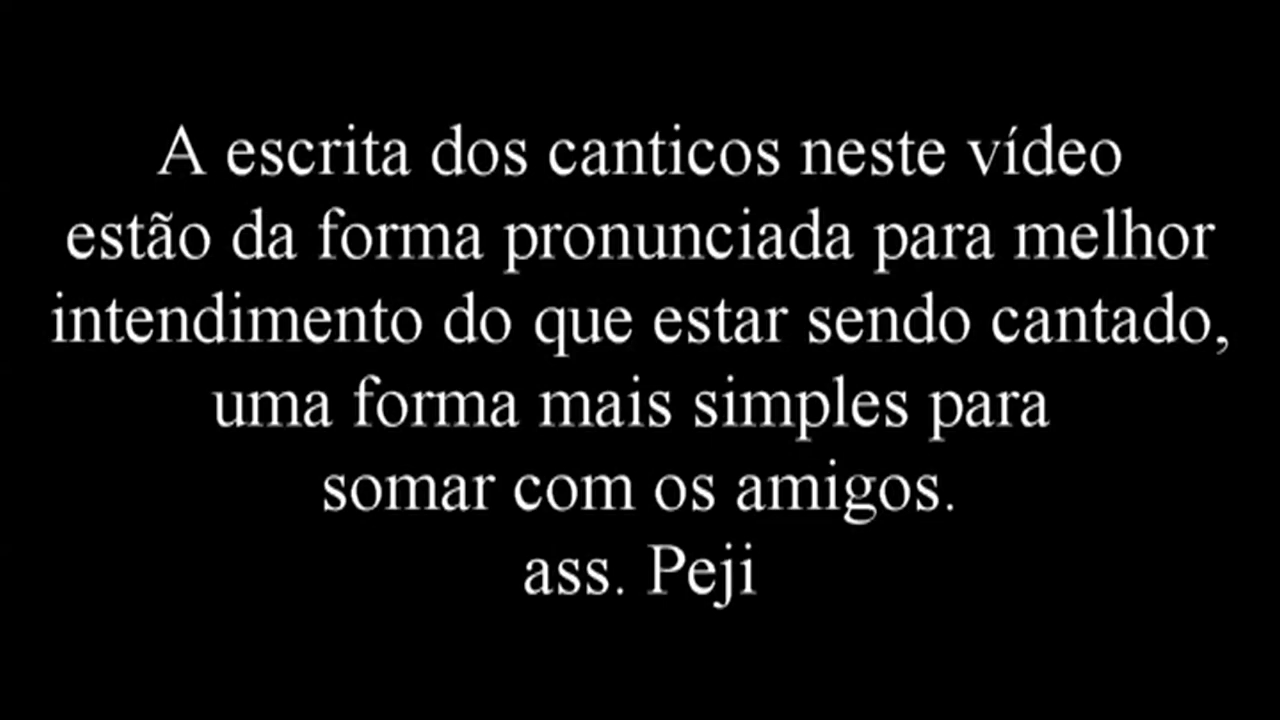 A escrita dos canticos neste vídeo
estão da forma pronunciada para melhor
intendimento do que estar sendo cantado,
uma forma mais simples para
somar com os amigos.
ass. Peji